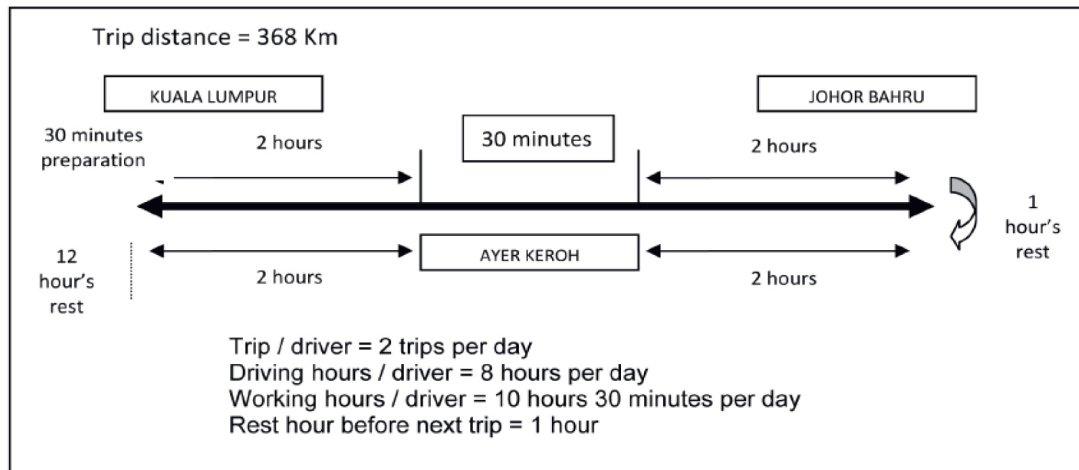 Trip distance = 368 Km
KUALA LUMPUR
JOHOR BAHRU
30 minutes
preparation
2 hours
30 minutes
2 hours
1
hour's
rest
12
hour's
rest
2 hours
AYER KEROH
2 hours
Trip / driver = 2 trips per day
Driving hours / driver = 8 hours per day
Working hours / driver = 10 hours 30 minutes per day
Rest hour before next trip = 1 hour